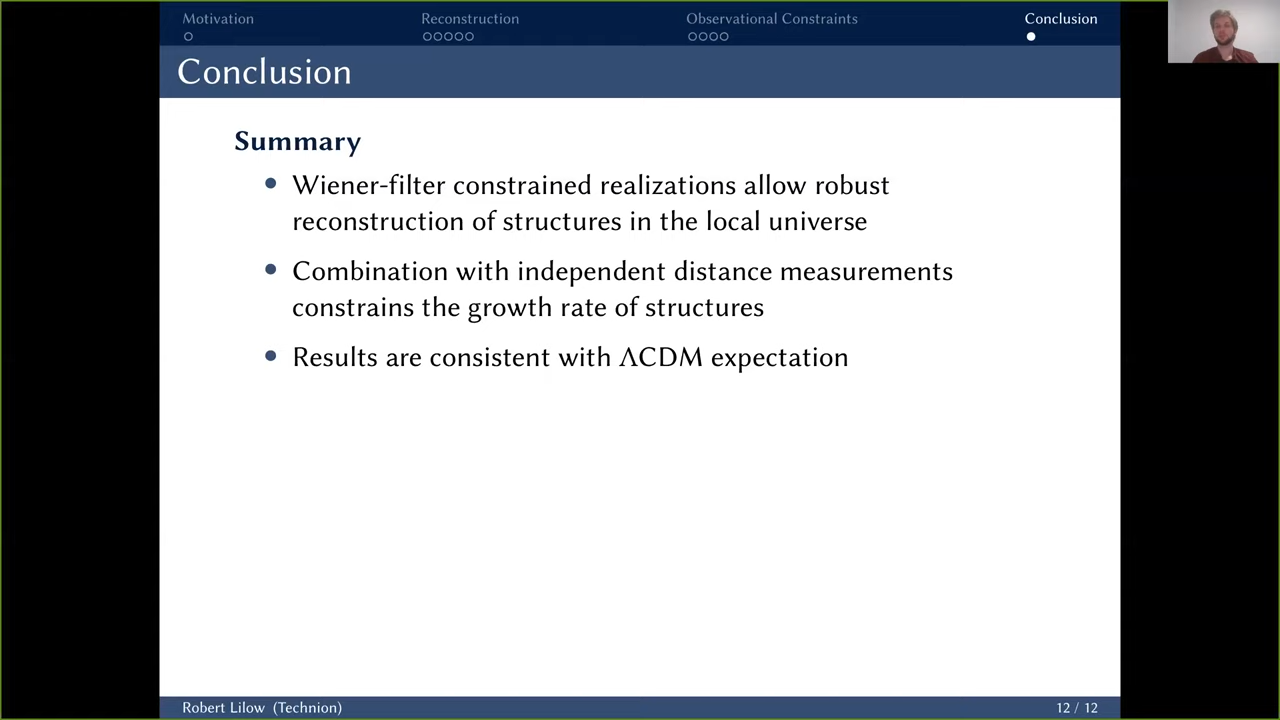 Motivation Reconstruction Observational Constraints Conclusion
Conclusion
Summary
Wiener-filter constrained realizations allow robust
reconstruction of structures in the local universe
Combination with independent distance measurements
constrains the growth rate of structures
Results are consistent with ΛCDM expectation
Robert Lilow (Technion) 12 / 12